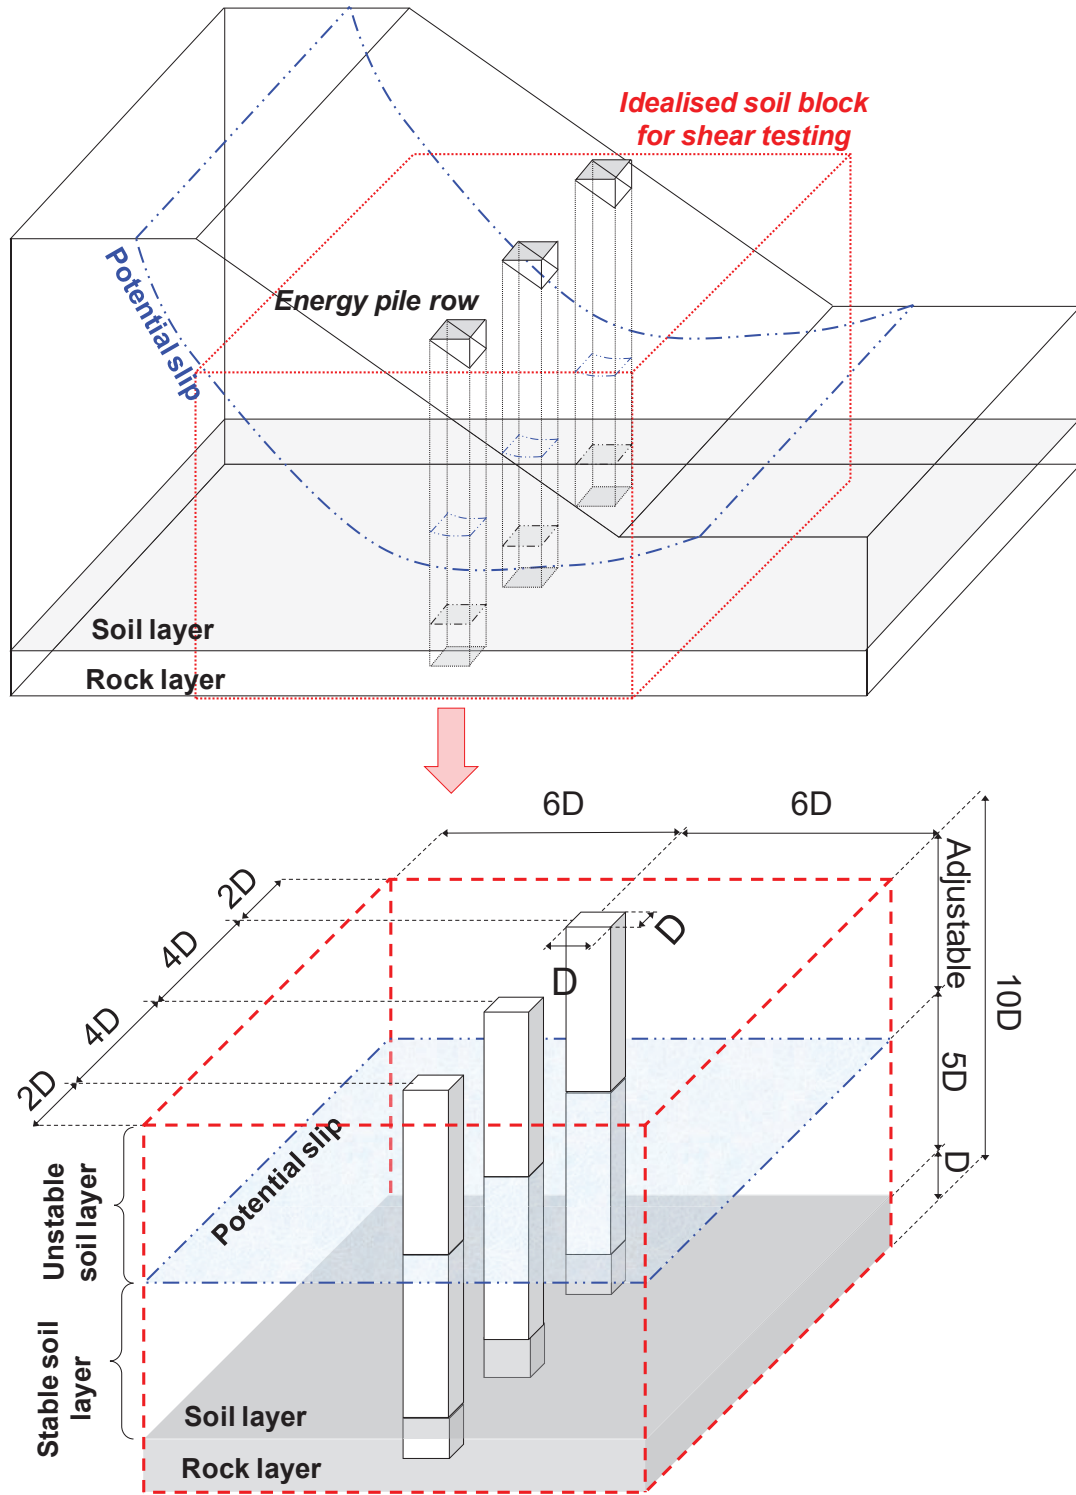 Idealised soil block
for shear testing
Potential slip
Energy pile row
Soil layer
Rock layer
6D
6D
2D
4D
4D
2D
D
D
Adjustable
10D
5D
D
Potential slip
Unstable
soil layer
Stable soil
layer
Soil layer
Rock layer